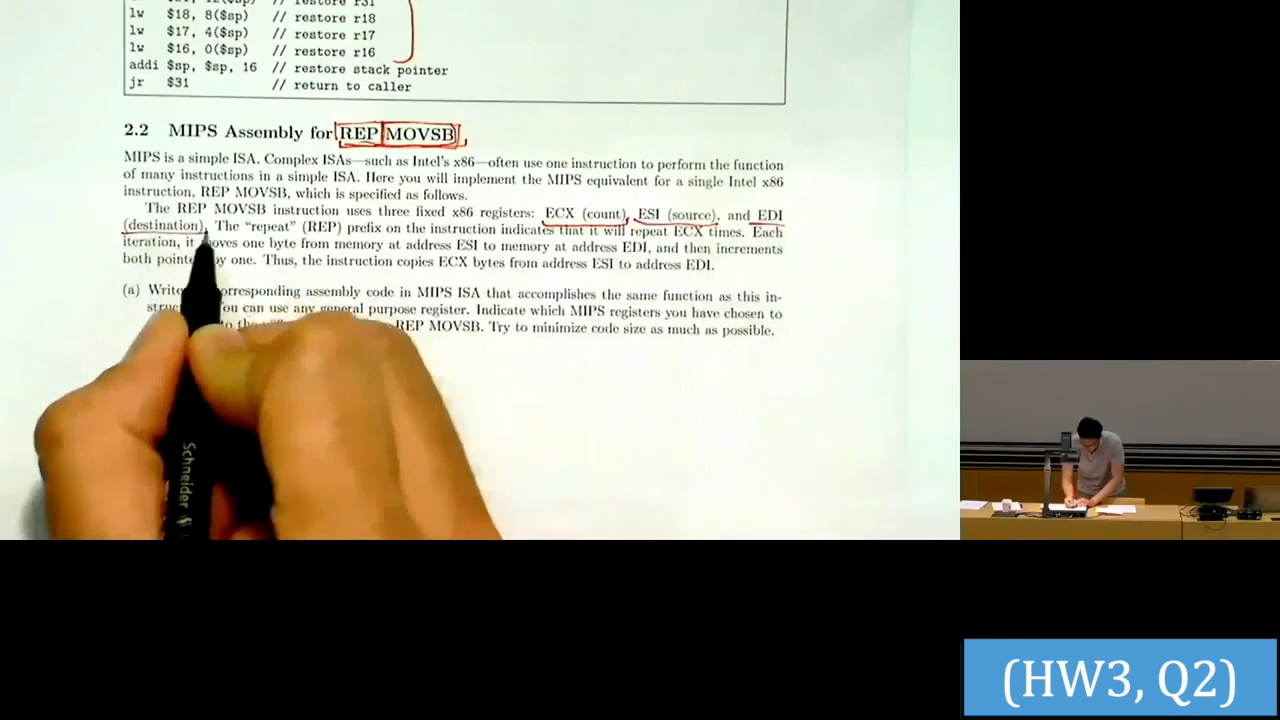 // restore r31
lw $18, 8($sp) // restore r18
lw $17, 4($sp) // restore r17
lw $16, 0($sp) // restore r16
addi $sp, $sp, 16 // restore stack pointer
jr $31 // return to caller
2.2 MIPS Assembly for REP MOVSB
MIPS is a simple ISA. Complex ISAs—such as Intel's x86—often use one instruction to perform the function
of many instructions in a simple ISA. Here you will implement the MIPS equivalent for a single Intel x86
instruction, REP MOVSB, which is specified as follows.
The REP MOVSB instruction uses three fixed x86 registers: ECX (count), ESI (source), and EDI
(destination). The "repeat" (REP) prefix on the instruction indicates that it will repeat ECX times. Each
iteration, it moves one byte from memory at address ESI to memory at address EDI, and then increments
both by one. Thus, the instruction copies ECX bytes from address ESI to address EDI.
(a) Write corresponding assembly code in MIPS ISA that accomplishes the same function as this in-
can use any general purpose register. Indicate which MIPS registers you have chosen to
the REP MOVSB. Try to minimize code size as much as possible.
Schneider
(HW3, Q2)